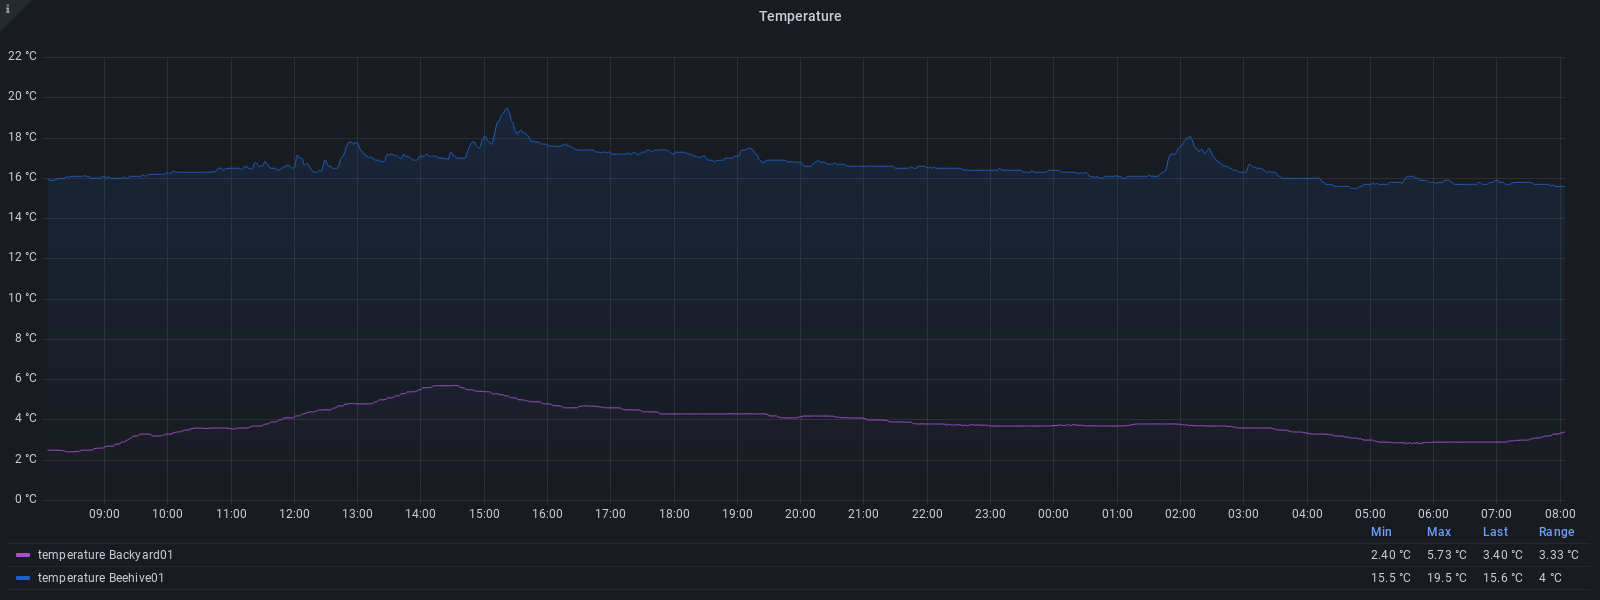 i
Temperature
22 °C
20 °C
18 °C
16 °C
14 °C
12 °C
10 °C
8 °C
6 °C
4 °C
2 °C
0 °C
09:00 10:00 11:00 12:00 13:00 14:00 15:00 16:00 17:00 18:00 19:00 20:00 21:00 22:00 23:00 00:00 01:00 02:00 03:00 04:00 05:00 06:00 07:00 08:00
Min Max Last Range
temperature Backyard01 2.40 °C 5.73 °C 3.40 °C 3.33 °C
temperature Beehive01 15.5 °C 19.5 °C 15.6 °C 4 °C